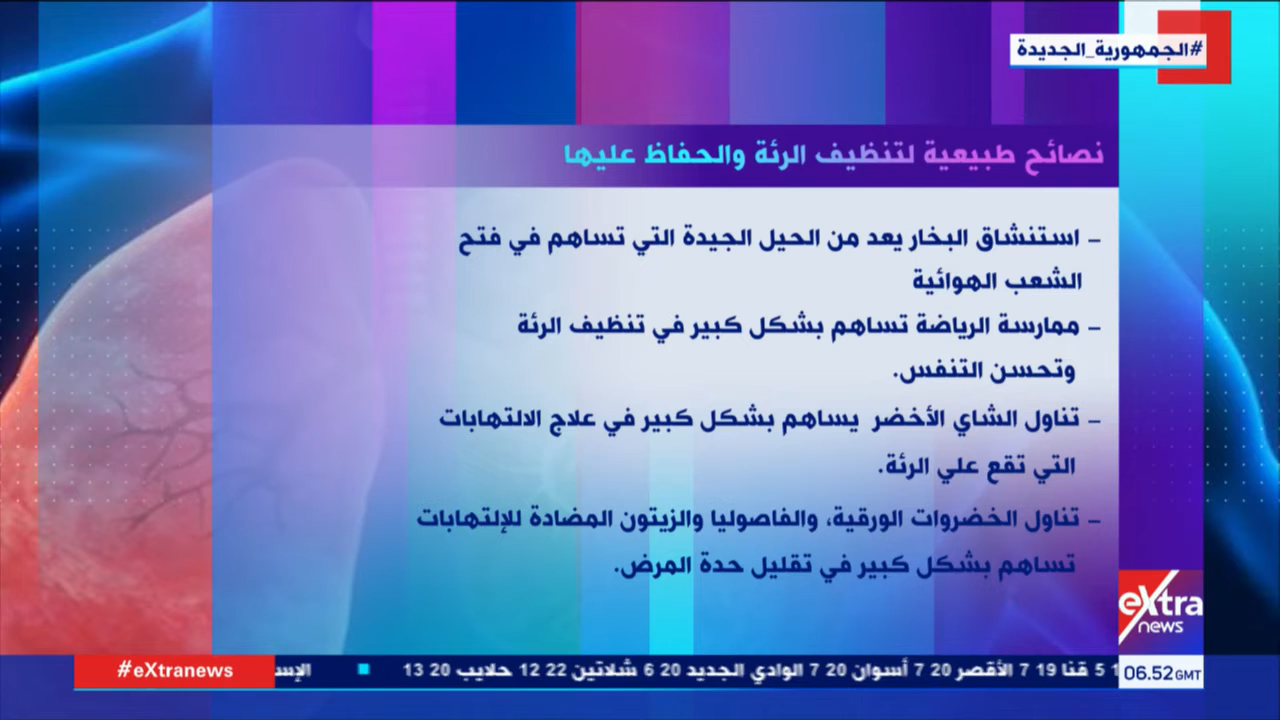 #الجمهورية_الجديدة
نصائح طبيعية لتنظيف الرئة والحفاظ عليها
- استنشاق البخار يعد من الحيل الجيدة التي تساهم في فتح
الشعب الهوائية
- ممارسة الرياضة تساهم بشكل كبير في تنظيف الرئة
وتحسن التنفس.
- تناول الشاي الأخضر يساهم بشكل كبير في علاج الالتهابات
التي تقع علي الرئة.
- تناول الخضروات الورقية، والفاصوليا والزيتون المضادة للإلتهابات
تساهم بشكل كبير في تقليل حدة المرض.
eXtra
news
5 قنا 19 7 الأقصر 20 7 أسوان 20 7 الوادي الجديد 20 6 شلاتين 22 12 حلايب 20 13
#eXtranews
06.52 GMT